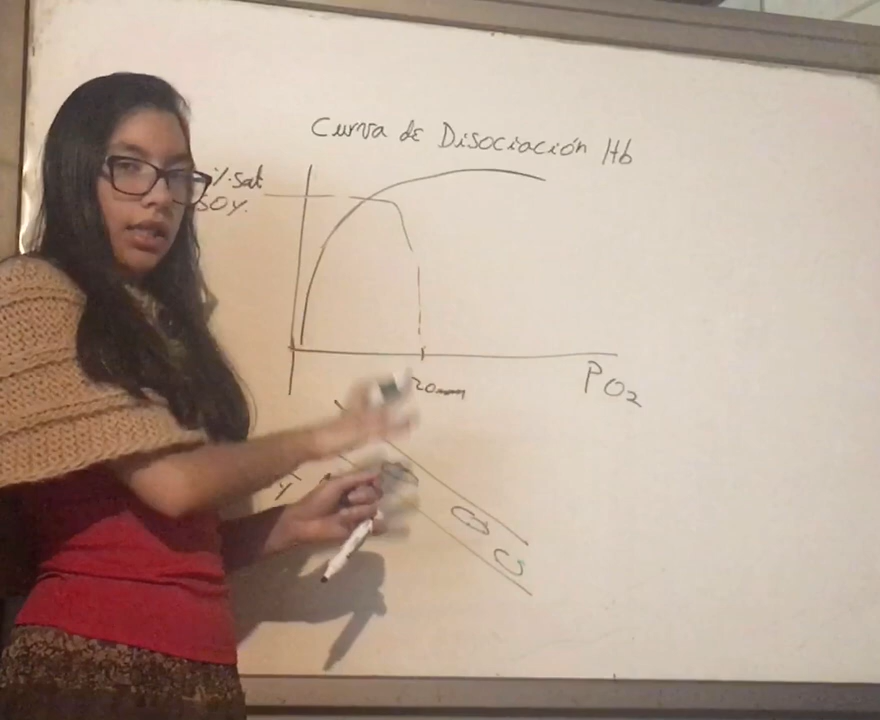 Curva de Disociación Hb
%Sat
50%
20mm
PO₂